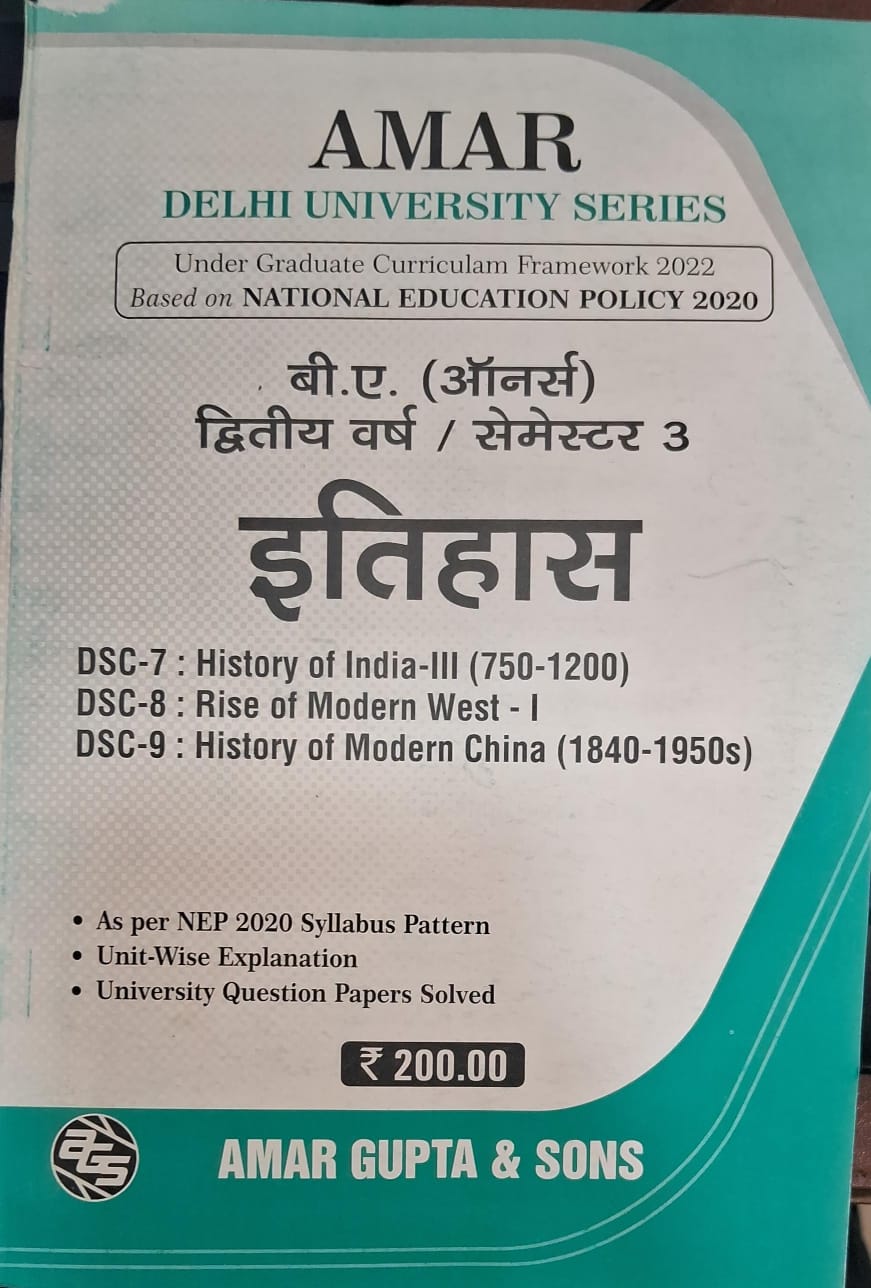 AMAR
DELHI UNIVERSITY SERIES
Under Graduate Curriculam Framework 2022
Based on NATIONAL EDUCATION POLICY 2020
बी.ए. (ऑनर्स)
द्वितीय वर्ष / सेमेस्टर 3
इतिहास
DSC-7 : History of India-III (750-1200)
DSC-8 : Rise of Modern West - I
DSC-9 : History of Modern China (1840-1950s)
• As per NEP 2020 Syllabus Pattern
• Unit-Wise Explanation
• University Question Papers Solved
₹ 200.00
aGs
AMAR GUPTA & SONS